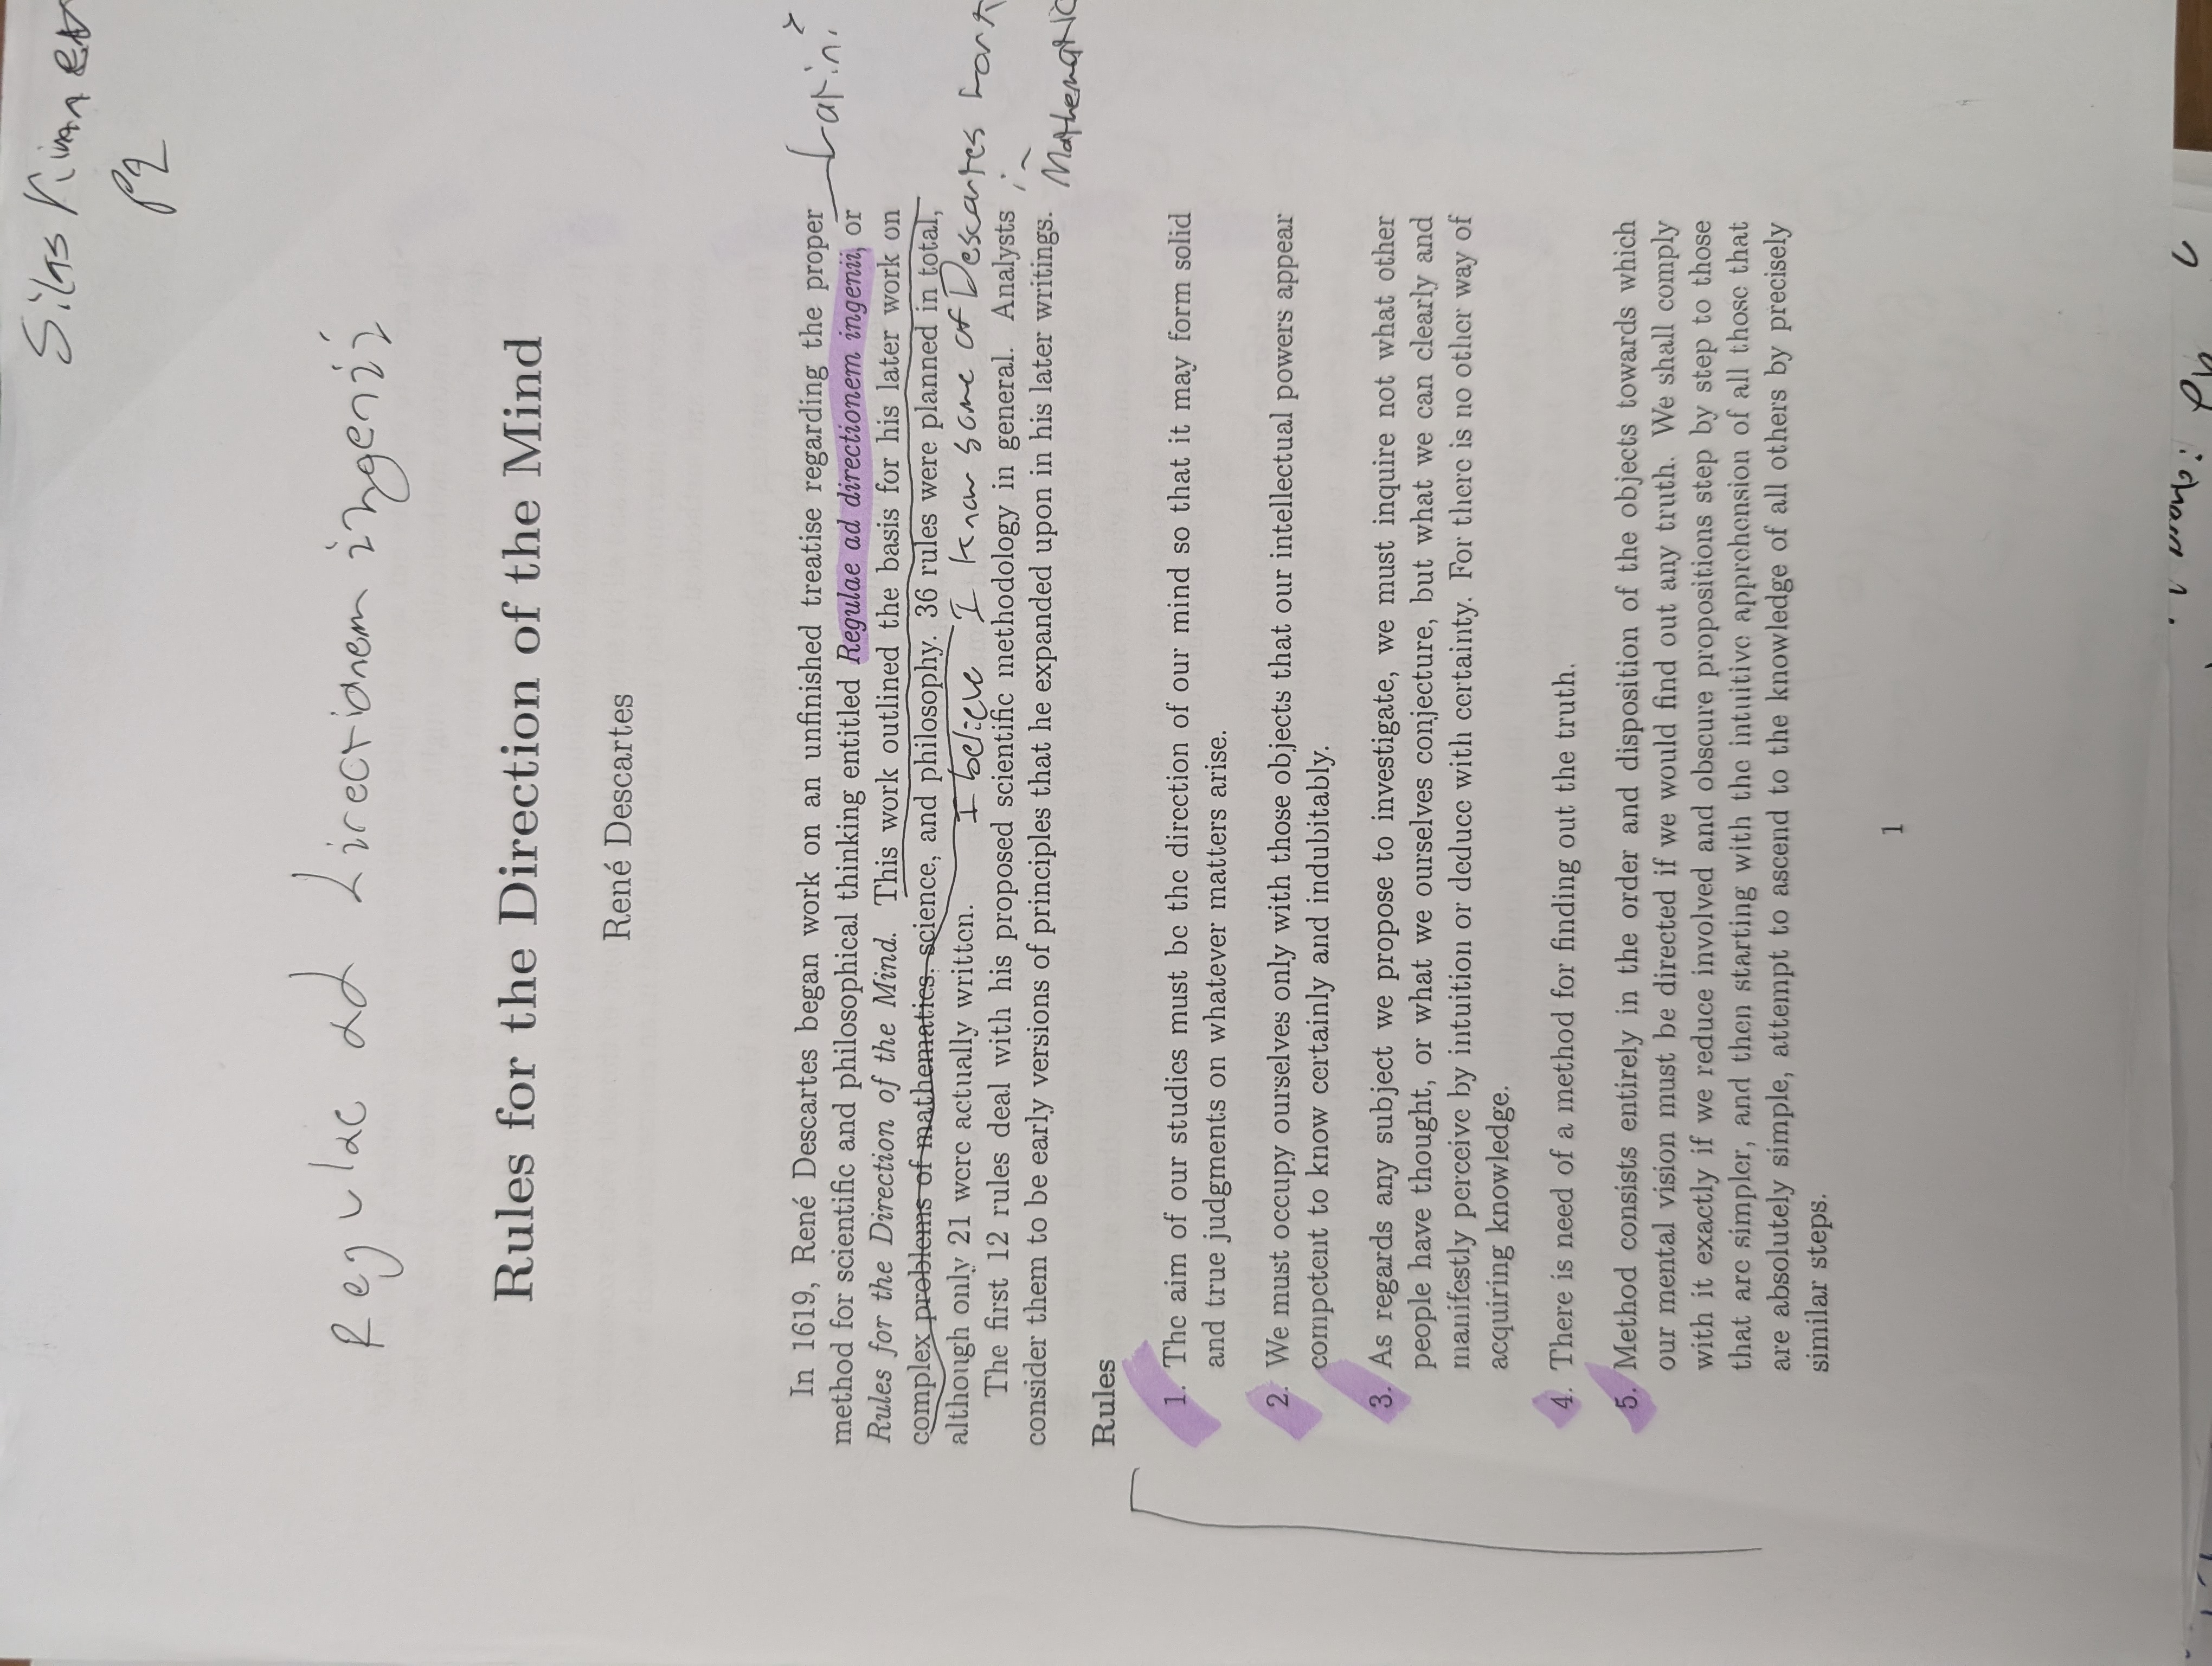 Silas
P2
Regulae ad directionem ingenii
Rules for the Direction of the Mind
René Descartes
In 1619, René Descartes began work on an unfinished treatise regarding the proper
Latin?
method for scientific and philosophical thinking entitled Regulae ad directionem ingenii, or
Rules for the Direction of the Mind. This work outlined the basis for his later work on
complex problems of mathematics, science, and philosophy. 36 rules were planned in total,
although only 21 were actually written.
I believe I know some of Descartes work
in
Mathematic
The first 12 rules deal with his proposed scientific methodology in general. Analysts
consider them to be early versions of principles that he expanded upon in his later writings.
Rules
1. The aim of our studies must be the direction of our mind so that it may form solid
and true judgments on whatever matters arise.
2. We must occupy ourselves only with those objects that our intellectual powers appear
competent to know certainly and indubitably.
3. As regards any subject we propose to investigate, we must inquire not what other
people have thought, or what we ourselves conjecture, but what we can clearly and
manifestly perceive by intuition or deduce with certainty. For there is no other way of
acquiring knowledge.
4. There is need of a method for finding out the truth.
5. Method consists entirely in the order and disposition of the objects towards which
our mental vision must be directed if we would find out any truth. We shall comply
with it exactly if we reduce involved and obscure propositions step by step to those
that are simpler, and then starting with the intuitive apprehension of all those that
are absolutely simple, attempt to ascend to the knowledge of all others by precisely
similar steps.
1